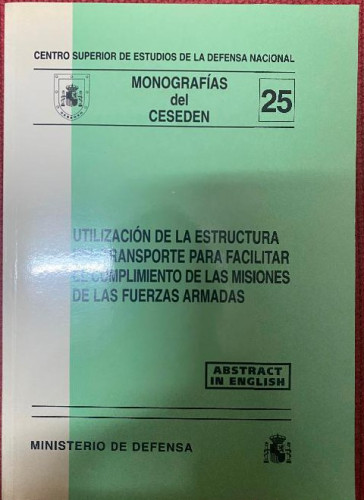 CENTRO SUPERIOR DE ESTUDIOS DE LA DEFENSA NACIONAL
MONOGRAFÍAS
del
CESEDEN
25
UTILIZACIÓN DE LA ESTRUCTURA
TRANSPORTE PARA FACILITAR
EL CUMPLIMIENTO DE LAS MISIONES
DE LAS FUERZAS ARMADAS
ABSTRACT
IN ENGLISH
MINISTERIO DE DEFENSA